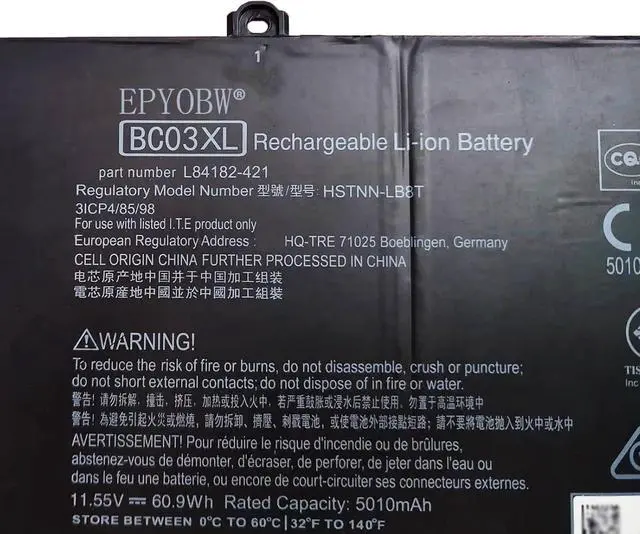 1
EPYOBW®
BC03XL Rechargeable Li-ion Battery
part number L84182-421
Regulatory Model Number 型號/型号: HSTNN-LB8T
3ICP4/85/98
For use with listed I.T.E product only
European Regulatory Address : HQ-TRE 71025 Boeblingen, Germany
CELL ORIGIN CHINA FURTHER PROCESSED IN CHINA
电芯原产地中国并于中国加工组装
電芯原産地中國並於中國加工組裝
⚠WARNING!
To reduce the risk of fire or burns, do not disassemble, crush or puncture;
do not short external contacts; do not dispose of in fire or water.
警告! 请勿拆解, 撞击, 挤压, 加热或投入火中, 若严重鼓胀或浸水后禁止使用, 勿置于高温环境中
警告! 為避免引起火災或燃燒, 請勿拆卸、擠壓、刺戳電池, 或使電池外部接點短路; 請不要將電池拋入到火中或水中
AVERTISSEMENT! Pour réduire le risque d'incendie ou de brûlures,
abstenez-vous de démonter, d'écraser, de perforer, de jeter dans l'eau ou
dans le feu une batterie, ou encore de court-circuiter ses connecteurs externes.
11.55V ⎓ 60.9Wh Rated Capacity: 5010mAh
STORE BETWEEN 0℃ TO 60℃ | 32℉ TO 140℉
CQ
in
C
5010
TIS
Inc